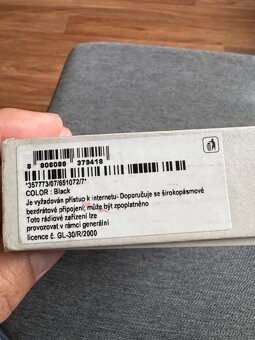 8 806086 379418
*357773/07/651072/7*
COLOR : Black
Je vyžadován přístup k internetu- Doporučuje se širokopásmové
bezdrátové připojení; může být zpoplatněno
Toto rádiové zařízení lze
provozovat v rámci generální
licence č. GL-30/R/2000